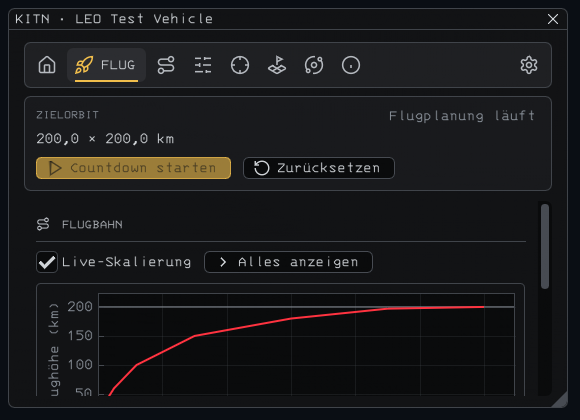 KITN · LEO Test Vehicle
FLUG
ZIELORBIT
Flugplanung läuft
200,0 × 200,0 km
Countdown starten
Zurücksetzen
FLUGBAHN
Live-Skalierung
Alles anzeigen
200
150
100
50
ughöhe (km)